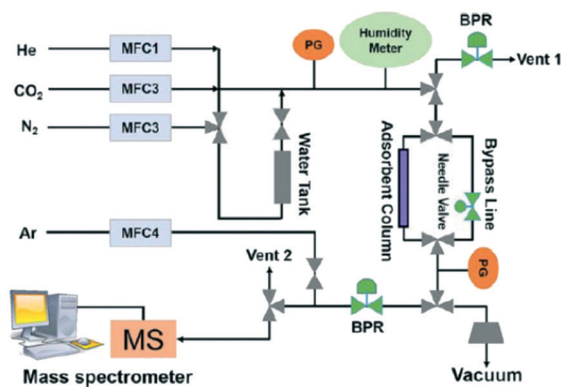 He
MFC1
CO₂
MFC3
N₂
MFC3
PG
Humidity
Meter
BPR
Vent 1
Water Tank
Adsorbent Column
Needle Valve
Bypass Line
Ar
MFC4
Vent 2
PG
BPR
MS
Mass spectrometer
Vacuum